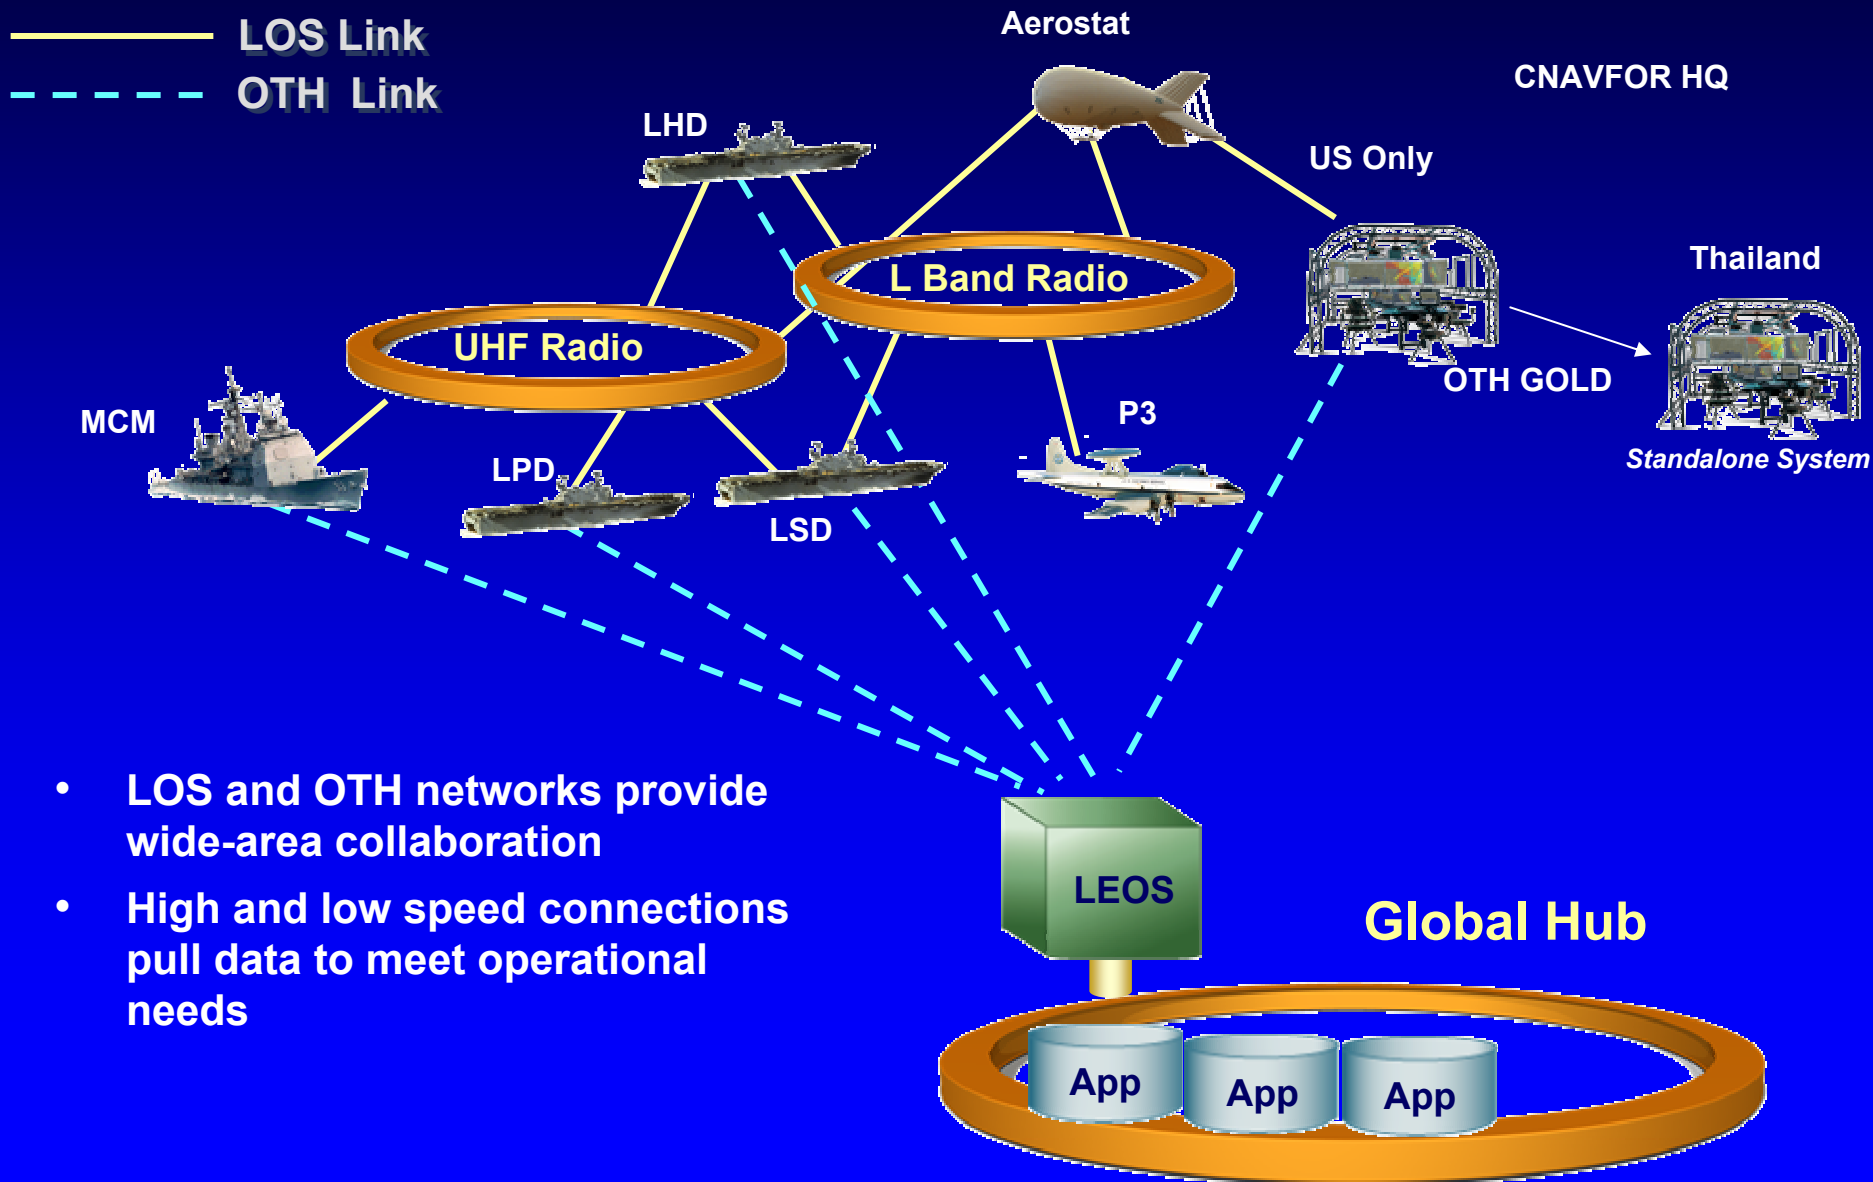 LOS Link
OTH Link
Aerostat
CNAVFOR HQ
LHD
US Only
L Band Radio
Thailand
UHF Radio
OTH GOLD
MCM
P3
LPD
Standalone System
LSD
• LOS and OTH networks provide
wide-area collaboration
• High and low speed connections
pull data to meet operational
needs
LEOS
Global Hub
App
App
App